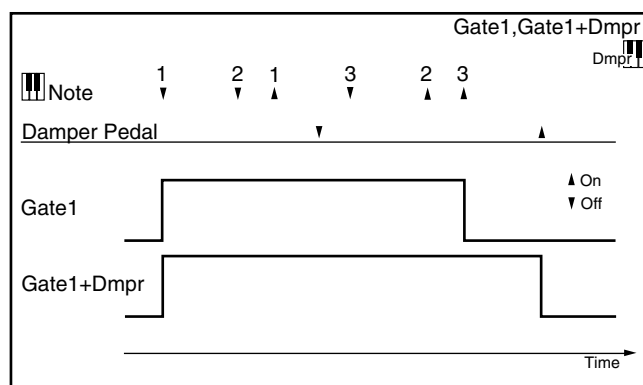 Gate1,Gate1+Dmpr
Dmpr
1 2 1 3 2 3
Note
Damper Pedal
On
Gate1
Off
Gate1+Dmpr
Time